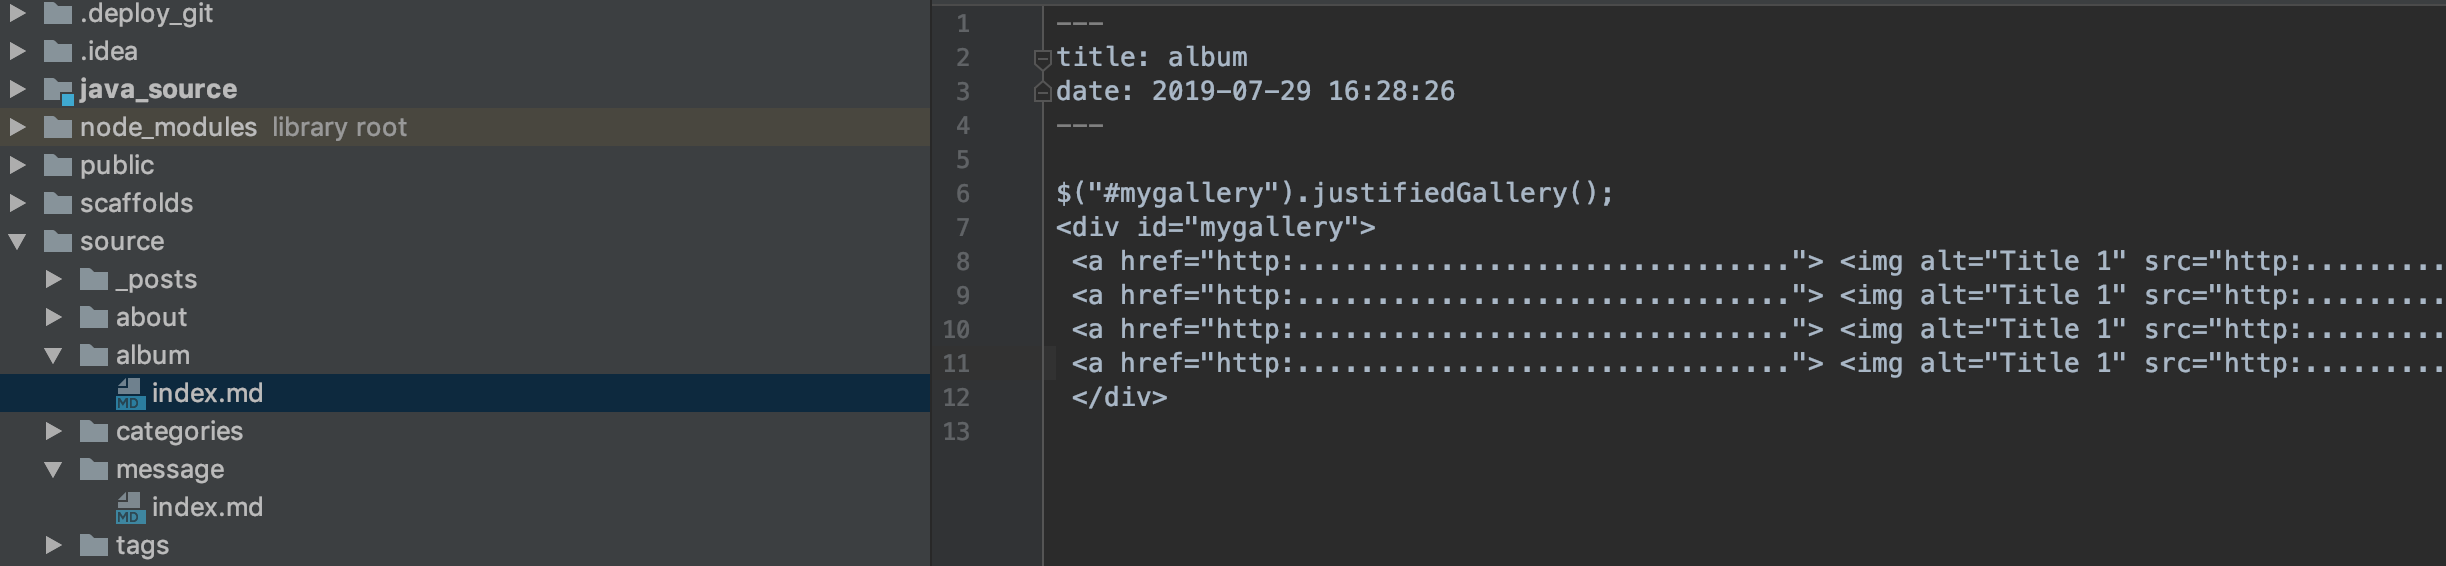 .deploy_git
.idea
java_source
node_modules library root
public
scaffolds
source
_posts
about
album
MD index.md
categories
message
MD index.md
tags
1 ---
2 title: album
3 date: 2019-07-29 16:28:26
4 ---
5
6 $("#mygallery").justifiedGallery();
7 <div id="mygallery">
8 <a href="http:..............................."> <img alt="Title 1" src="http:.........
9 <a href="http:..............................."> <img alt="Title 1" src="http:.........
10 <a href="http:..............................."> <img alt="Title 1" src="http:.........
11 <a href="http:..............................."> <img alt="Title 1" src="http:.........
12 </div>
13